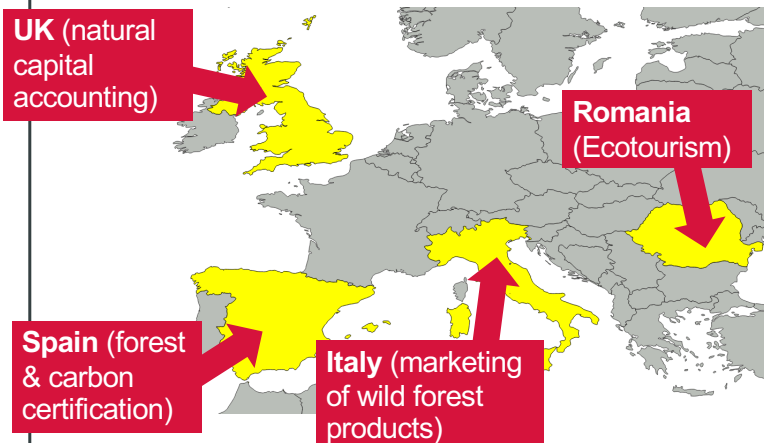 UK (natural
capital
accounting)
Romania
(Ecotourism)
Spain (forest
& carbon
certification)
Italy (marketing
of wild forest
products)